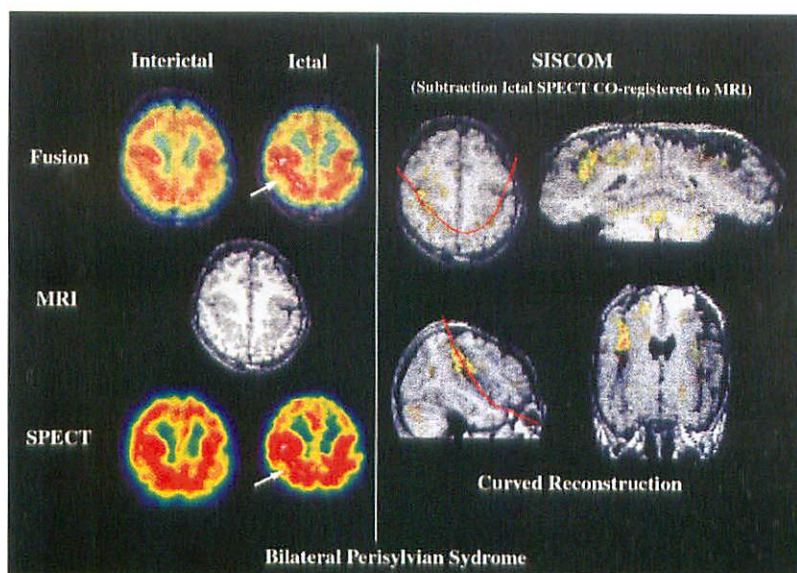 Interictal
Ictal
Fusion
MRI
SPECT
SISCOM
(Subtraction Ictal SPECT CO-registered to MRI)
Curved Reconstruction
Bilateral Perisylvian Sydrome